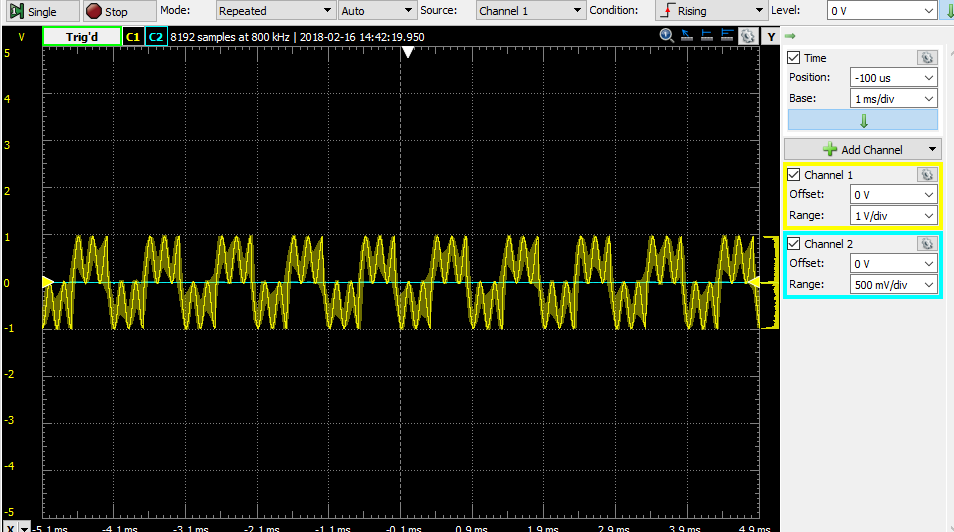 Single Stop Mode: Repeated Auto Source: Channel 1 Condition: Rising Level: 0 V
V Trig'd C1 C2 8192 samples at 800 kHz | 2018-02-16 14:42:19.950 Y
Time
Position: -100 us
Base: 1 ms/div
Add Channel
Channel 1
Offset: 0 V
Range: 1 V/div
Channel 2
Offset: 0 V
Range: 500 mV/div
5
4
3
2
1
0
-1
-2
-3
-4
-5
X -5.1 ms -4.1 ms -3.1 ms -2.1 ms -1.1 ms -0.1 ms 0.9 ms 1.9 ms 2.9 ms 3.9 ms 4.9 ms